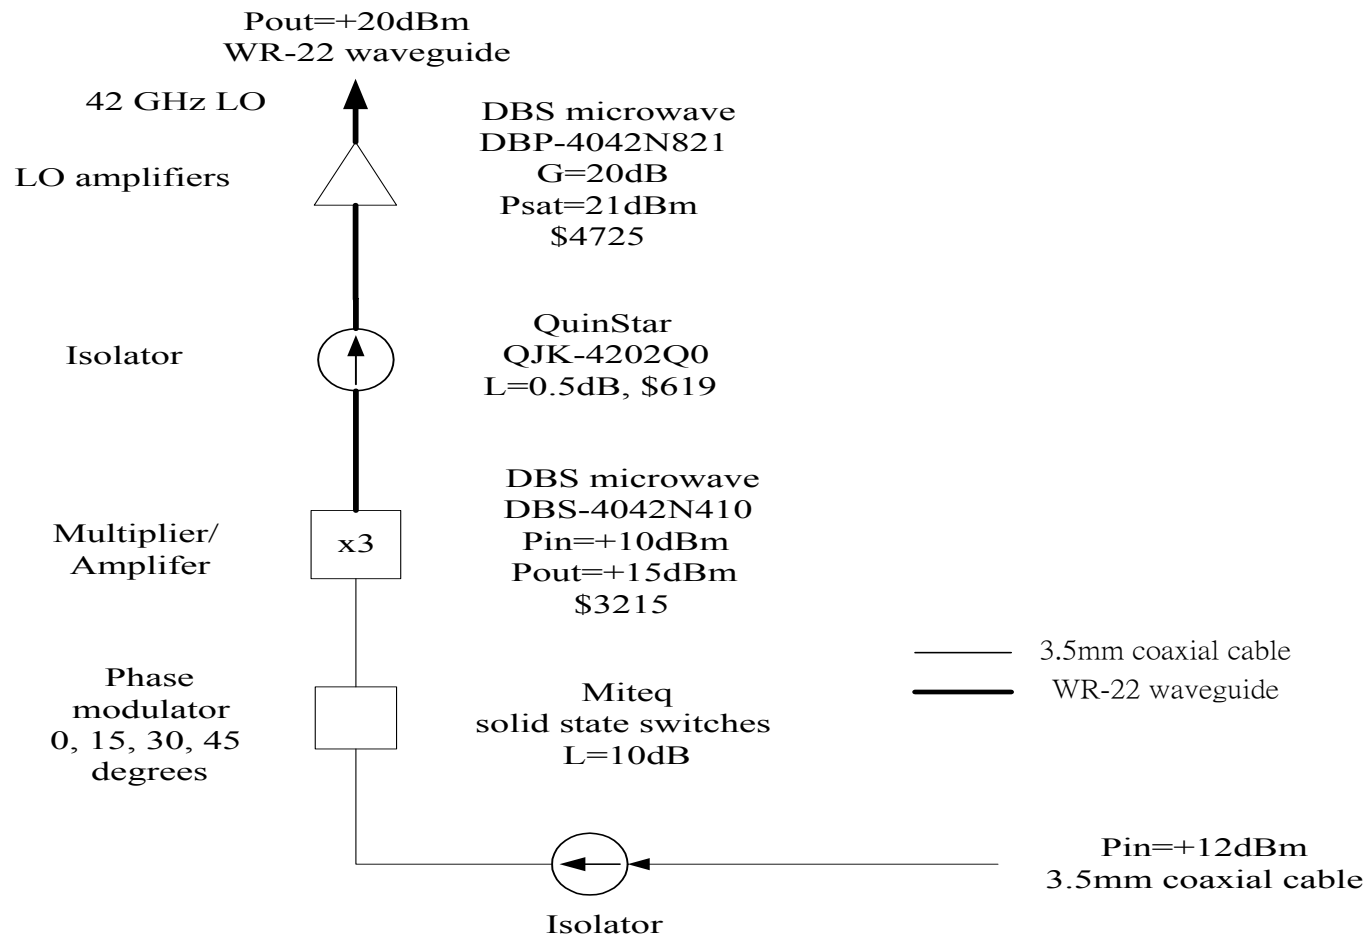 Pout=+20dBm
WR-22 waveguide
42 GHz LO
LO amplifiers
DBS microwave
DBP-4042N821
G=20dB
Psat=21dBm
$4725
Isolator
QuinStar
QJK-4202Q0
L=0.5dB, $619
Multiplier/
Amplifer
x3
DBS microwave
DBS-4042N410
Pin=+10dBm
Pout=+15dBm
$3215
Phase
modulator
0, 15, 30, 45
degrees
Miteq
solid state switches
L=10dB
3.5mm coaxial cable
WR-22 waveguide
Isolator
Pin=+12dBm
3.5mm coaxial cable